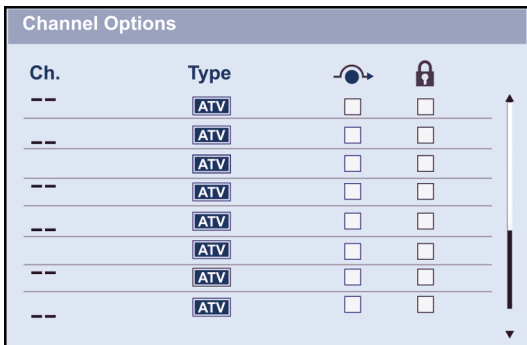 Channel Options
Ch. Type
-- ATV
-- ATV
ATV
-- ATV
-- ATV
ATV
-- ATV
-- ATV